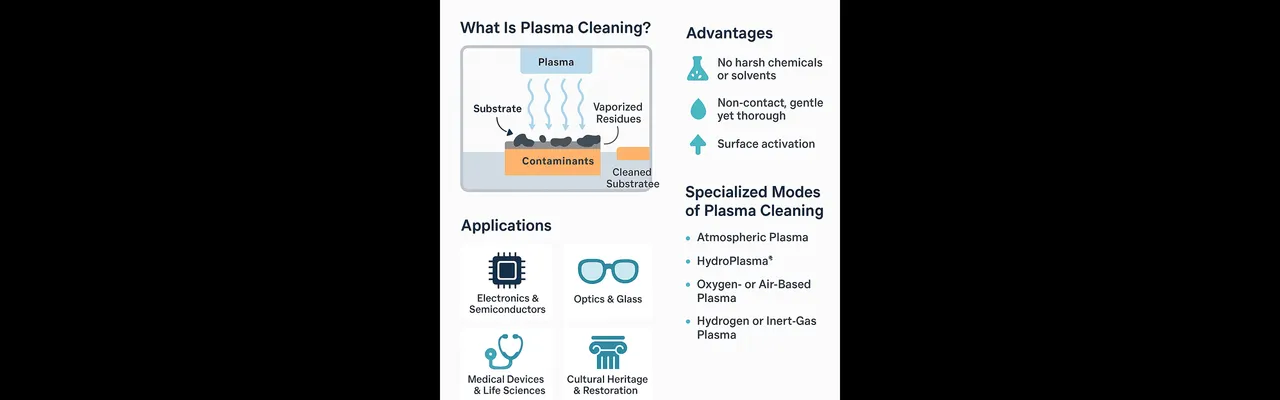 What Is Plasma Cleaning?
Plasma
Substrate
Vaporized
Residues
Contaminants
Cleaned
Substratee
Applications
Electronics &
Semiconductors
Optics & Glass
Medical Devices
& Life Sciences
Cultural Heritage
& Restoration
Advantages
No harsh chemicals
or solvents
Non-contact, gentle
yet thorough
Surface activation
Specialized Modes
of Plasma Cleaning
• Atmospheric Plasma
• HydroPlasma
• Oxygen- or Air-Based
Plasma
• Hydrogen or Inert-Gas
Plasma